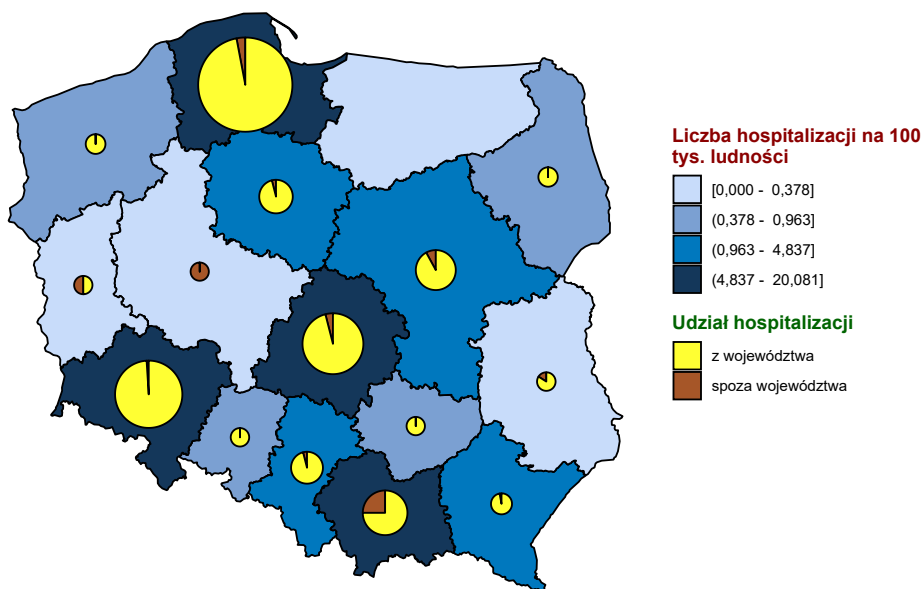 Liczba hospitalizacji na 100
tys. ludności
[0,000 - 0,378]
(0,378 - 0,963]
(0,963 - 4,837]
(4,837 - 20,081]
Udział hospitalizacji
z województwa
spoza województwa